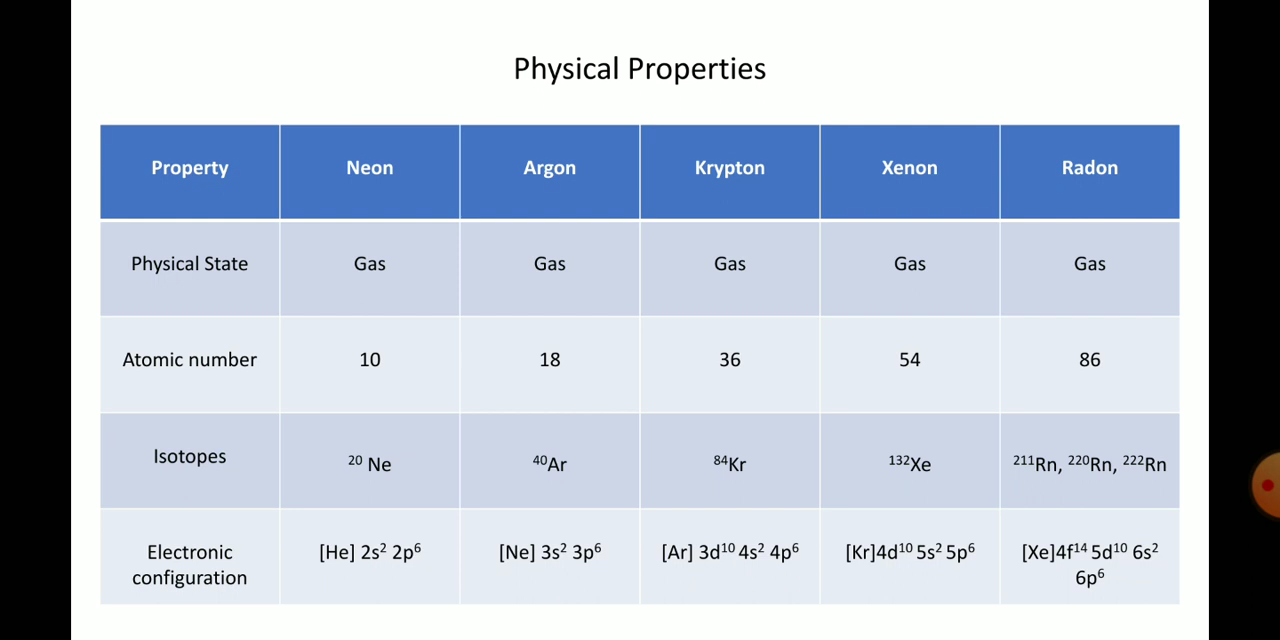 Physical Properties
Property Neon Argon Krypton Xenon Radon
Physical State Gas Gas Gas Gas Gas
Atomic number 10 18 36 54 86
Isotopes ²⁰ Ne ⁴⁰Ar ⁸⁴Kr ¹³²Xe ²¹¹Rn, ²²⁰Rn, ²²²Rn
Electronic configuration [He] 2s² 2p⁶ [Ne] 3s² 3p⁶ [Ar] 3d¹⁰ 4s² 4p⁶ [Kr]4d¹⁰ 5s² 5p⁶ [Xe]4f¹⁴ 5d¹⁰ 6s² 6p⁶